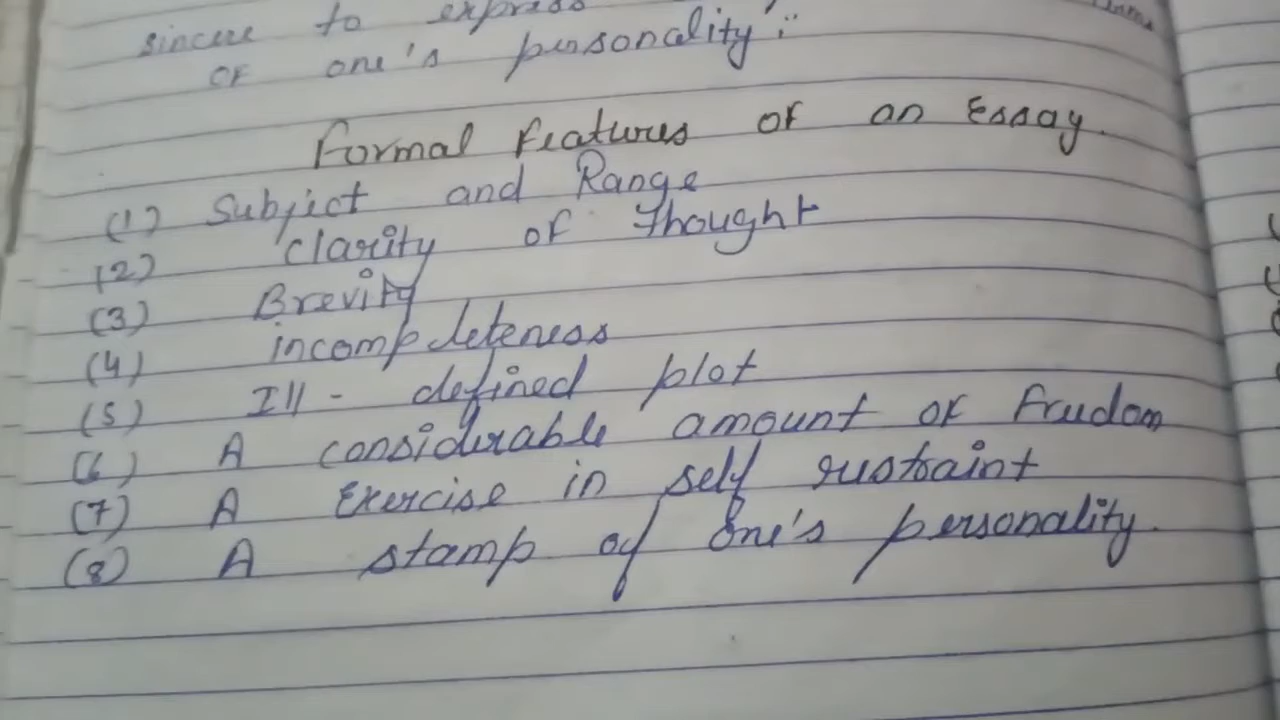 sincere to express
of one's personality".
Formal Features of an Essay.
(1) Subject and Range
(2) Clarity of Thought
(3) Brevity
(4) incompleteness
(5) Ill-defined plot
(6) A considerable amount of Freedom
(7) A Exercise in self restraint
(8) A stamp of One's personality.